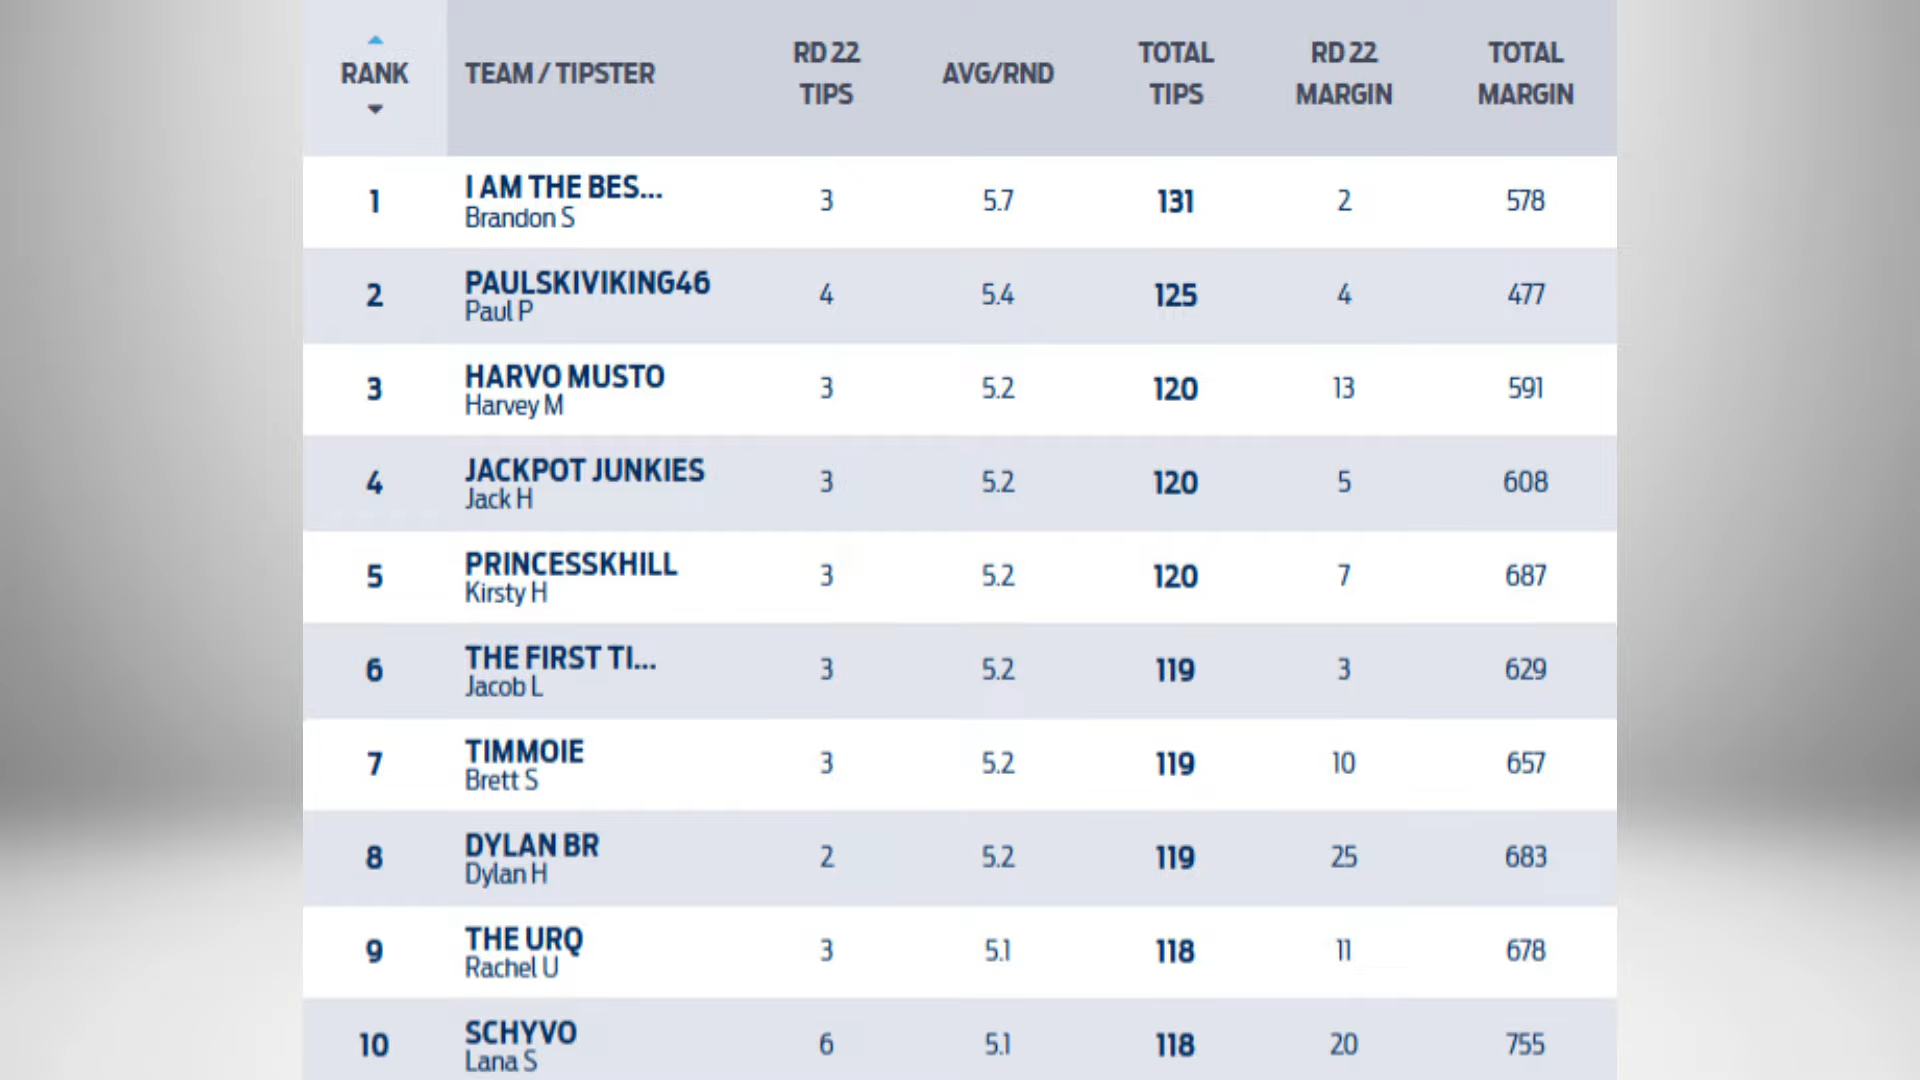 RANK TEAM / TIPSTER RD 22 TIPS AVG/RND TOTAL TIPS RD 22 MARGIN TOTAL MARGIN
1 I AM THE BES... 3 5.7 131 2 578
Brandon S
2 PAULSKIVIKING46 4 5.4 125 4 477
Paul P
3 HARVO MUSTO 3 5.2 120 13 591
Harvey M
4 JACKPOT JUNKIES 3 5.2 120 5 608
Jack H
5 PRINCESSKHILL 3 5.2 120 7 687
Kirsty H
6 THE FIRST TI... 3 5.2 119 3 629
Jacob L
7 TIMMOIE 3 5.2 119 10 657
Brett S
8 DYLAN BR 2 5.2 119 25 683
Dylan H
9 THE URQ 3 5.1 118 11 678
Rachel U
10 SCHYVO 6 5.1 118 20 755
Lana S